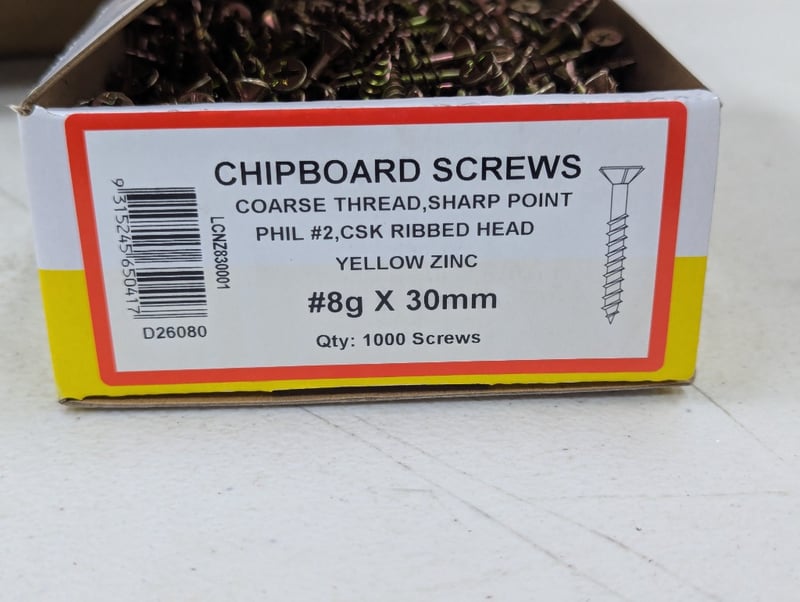 CHIPBOARD SCREWS
COARSE THREAD,SHARP POINT
PHIL #2,CSK RIBBED HEAD
YELLOW ZINC
#8g X 30mm
Qty: 1000 Screws
9315245650417
LCNZ830001
D26080